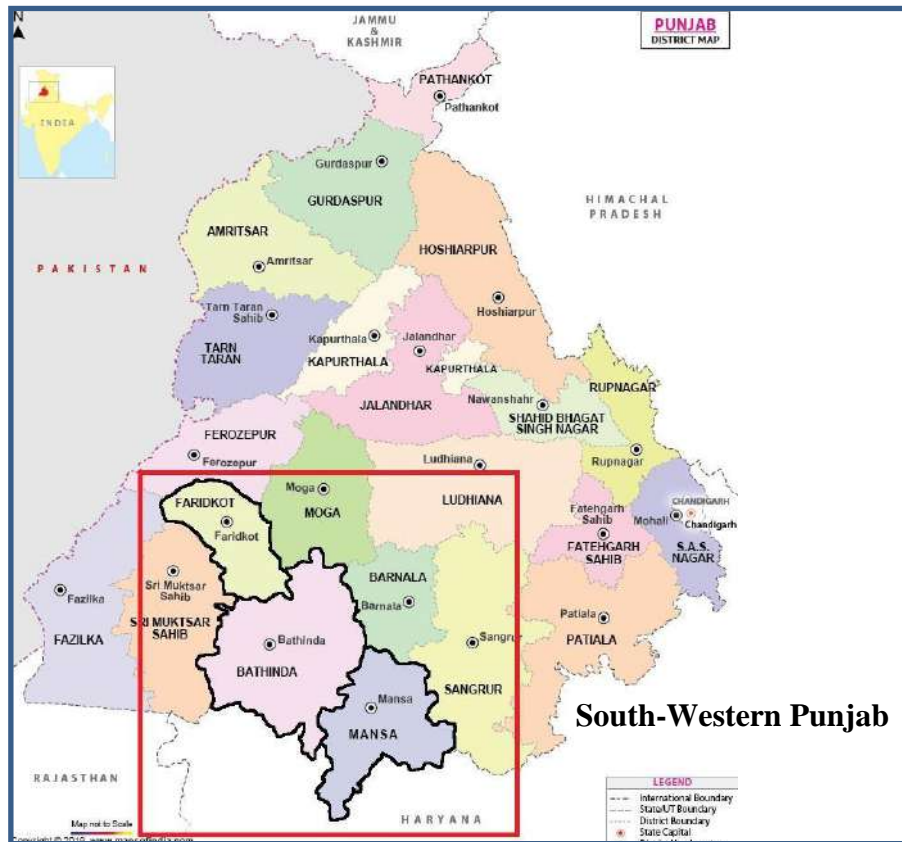 N
JAMMU
&
KASHMIR
PUNJAB
DISTRICT MAP
PATHANKOT
Pathankot
INDIA
Gurdaspur
GURDASPUR
HIMACHAL
PRADESH
AMRITSAR
Amritsar
HOSHIARPUR
Hoshiarpur
PAKISTAN
Tarn Taran
Sahib
TARN
TARAN
Kapurthala
KAPURTHALA
Jalandhar
KAPURTHALA
JALANDHAR
Nawanshahr
SHAHID BHAGAT
SINGH NAGAR
RUPNAGAR
Rupnagar
FEROZEPUR
Ferozepur
Ludhiana
LUDHIANA
Moga
MOGA
FARIDKOT
Faridkot
Fatehgarh
Sahib
FATEHGARH
SAHIB
Mohali
CHANDIGARH
Chandigarh
S.A.S.
NAGAR
Fazilka
FAZILKA
Sri Muktsar
Sahib
SRI MUKTSAR
SAHIB
BARNALA
Barnala
Patiala
PATIALA
Bathinda
BATHINDA
Sangrur
SANGRUR
Mansa
MANSA
South-Western Punjab
RAJASTHAN
HARYANA
Map not to Scale
LEGEND
International Boundary
State/UT Boundary
District Boundary
State Capital